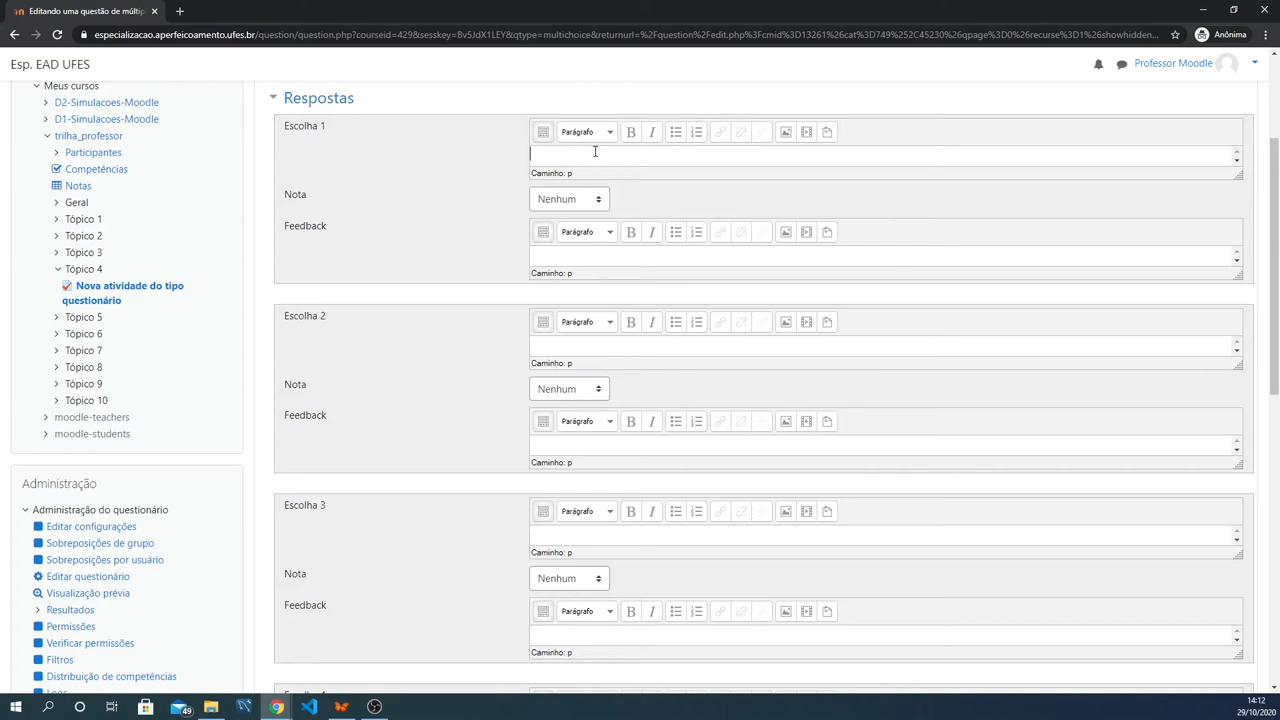 Editando uma questão de múltip
especializacao.aperfeicoamento.ufes.br/question/question.php?courseid=429&sesskey=Bv5JdX1LEY&qtype=multichoice&returnurl=%2Fquestion%2Fedit.php%3Fcmid%3D13261%26cat%3D749%252C45230%26qpage%3D0%26recurse%3D1%26showhidden...
Anônima
Esp. EAD UFES
Professor Moodle
Meus cursos
D2-Simulacoes-Moodle
D1-Simulacoes-Moodle
trilha_professor
Participantes
Competências
Notas
Geral
Tópico 1
Tópico 2
Tópico 3
Tópico 4
Nova atividade do tipo
questionário
Tópico 5
Tópico 6
Tópico 7
Tópico 8
Tópico 9
Tópico 10
moodle-teachers
moodle-students
Administração
Administração do questionário
Editar configurações
Sobreposições de grupo
Sobreposições por usuário
Editar questionário
Visualização prévia
Resultados
Permissões
Verificar permissões
Filtros
Distribuição de competências
Logs
Respostas
Escolha 1
Parágrafo
Caminho: p
Nota
Nenhum
Feedback
Parágrafo
Caminho: p
Escolha 2
Parágrafo
Caminho: p
Nota
Nenhum
Feedback
Parágrafo
Caminho: p
Escolha 3
Parágrafo
Caminho: p
Nota
Nenhum
Feedback
Parágrafo
Caminho: p
49
14:12
29/10/2020